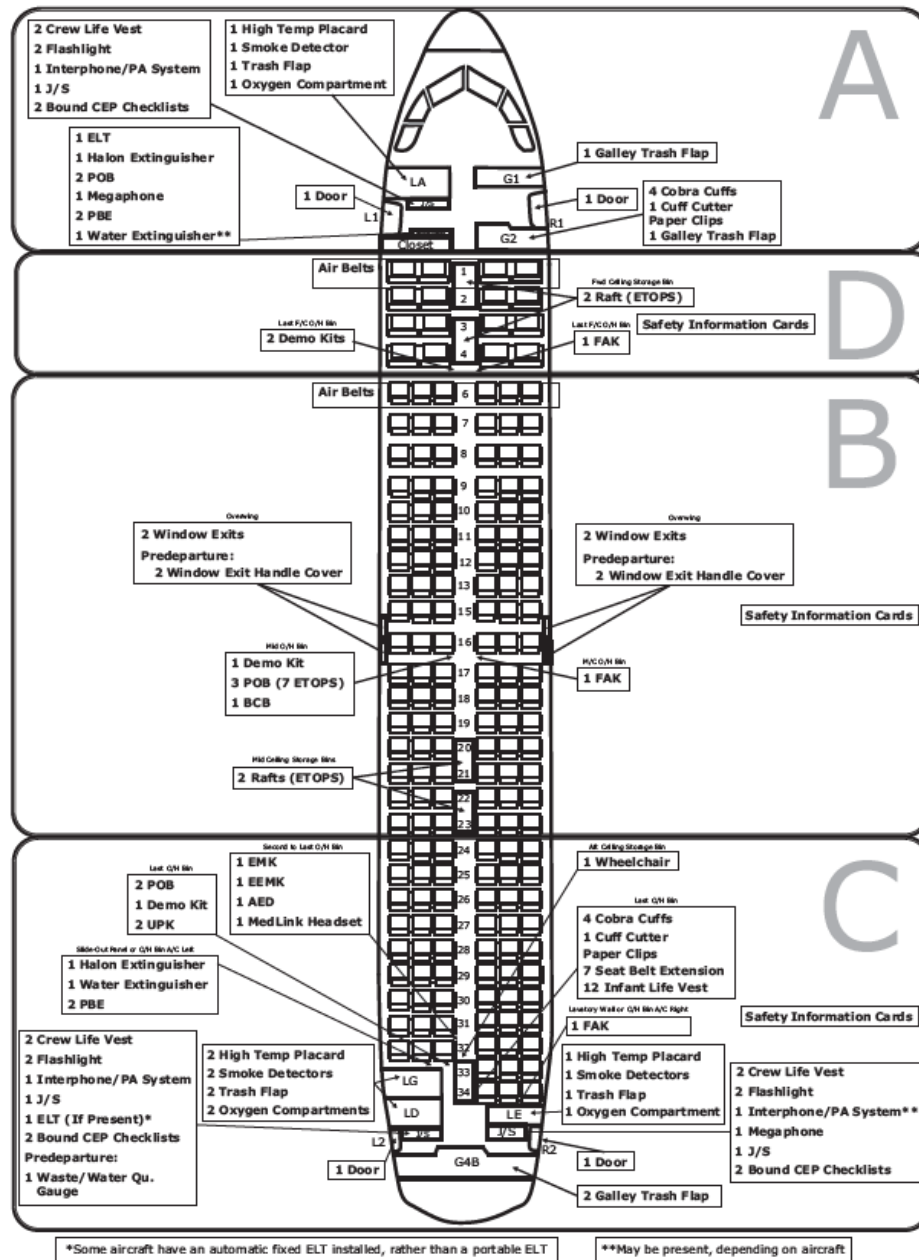 A
2 Crew Life Vest
2 Flashlight
1 Interphone/PA System
1 J/S
2 Bound CEP Checklists
1 High Temp Placard
1 Smoke Detector
1 Trash Flap
1 Oxygen Compartment
1 ELT
1 Halon Extinguisher
2 POB
1 Megaphone
2 PBE
1 Water Extinguisher**
1 Galley Trash Flap
LA
G1
J/S
1 Door
L1
1 Door
R1
4 Cobra Cuffs
1 Cuff Cutter
Paper Clips
1 Galley Trash Flap
Closet
G2
D
Air Belts
1
2
3
4
Fwd Ceiling Storage Bin
2 Raft (ETOPS)
Last F/C O/H Bin
2 Demo Kits
Last F/C O/H Bin
1 FAK
Safety Information Cards
B
Air Belts
6
7
8
9
10
11
12
13
15
16
17
18
19
20
21
22
23
Overwing
2 Window Exits
Predeparture:
2 Window Exit Handle Cover
Overwing
2 Window Exits
Predeparture:
2 Window Exit Handle Cover
Safety Information Cards
Mid O/H Bin
1 Demo Kit
3 POB (7 ETOPS)
1 BCB
M/C O/H Bin
1 FAK
Mid Ceiling Storage Bins
2 Rafts (ETOPS)
C
24
25
26
27
28
29
30
31
32
33
34
Last O/H Bin
2 POB
1 Demo Kit
2 UPK
Second to Last O/H Bin
1 EMK
1 EEMK
1 AED
1 MedLink Headset
Aft Ceiling Storage Bin
1 Wheelchair
Last O/H Bin
4 Cobra Cuffs
1 Cuff Cutter
Paper Clips
7 Seat Belt Extension
12 Infant Life Vest
Slide-Out Panel or O/H Bin A/C Left
1 Halon Extinguisher
1 Water Extinguisher
2 PBE
Lavatory Wall or O/H Bin A/C Right
1 FAK
Safety Information Cards
2 Crew Life Vest
2 Flashlight
1 Interphone/PA System
1 J/S
1 ELT (If Present)*
2 Bound CEP Checklists
Predeparture:
1 Waste/Water Qu.
Gauge
2 High Temp Placard
2 Smoke Detectors
2 Trash Flap
2 Oxygen Compartments
LG
LD
J/S
L2
1 Door
LE
J/S
R2
1 Door
1 High Temp Placard
1 Smoke Detectors
1 Trash Flap
1 Oxygen Compartment
2 Crew Life Vest
2 Flashlight
1 Interphone/PA System**
1 Megaphone
1 J/S
2 Bound CEP Checklists
G4B
2 Galley Trash Flap
*Some aircraft have an automatic fixed ELT installed, rather than a portable ELT
**May be present, depending on aircraft